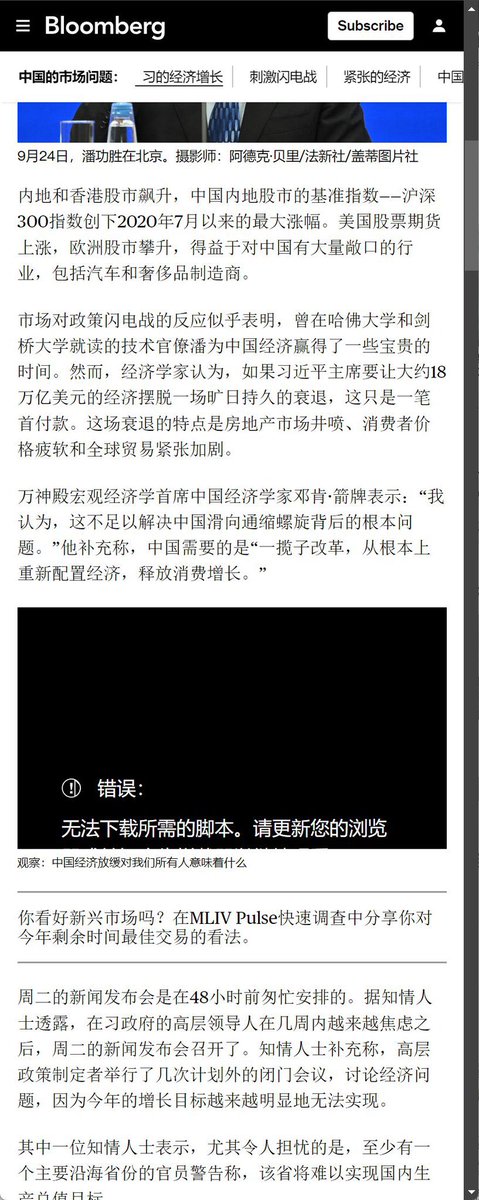 Bloomberg
Subscribe
中国的市场问题：
习的经济增长
刺激闪电战
紧张的经济
中国
9月24日，潘功胜在北京。摄影师：阿德克·贝里/法新社/盖蒂图片社
内地和香港股市飙升，中国内地股市的基准指数——沪深
300指数创下2020年7月以来的最大涨幅。美国股票期货
上涨，欧洲股市攀升，得益于对中国有大量敞口的行
业，包括汽车和奢侈品制造商。
市场对政策闪电战的反应似乎表明，曾在哈佛大学和剑
桥大学就读的技术官僚潘为中国经济赢得了一些宝贵的
时间。然而，经济学家认为，如果习近平主席要让大约18
万亿美元的经济摆脱一场旷日持久的衰退，这只是一笔
首付款。这场衰退的特点是房地产市场井喷、消费者价
格疲软和全球贸易紧张加剧。
万神殿宏观经济学首席中国经济学家邓肯·箭牌表示：“我
认为，这不足以解决中国滑向通缩螺旋背后的根本问
题。”他补充称，中国需要的是“一揽子改革，从根本上
重新配置经济，释放消费增长。”
错误：
无法下载所需的脚本。请更新您的浏览
观察：中国经济放缓对我们所有人意味着什么
你看好新兴市场吗？在MLIV Pulse快速调查中分享你对
今年剩余时间最佳交易的看法。
周二的新闻发布会是在48小时前匆忙安排的。据知情人
士透露，在习政府的高层领导人在几周内越来越焦虑之
后，周二的新闻发布会召开了。知情人士补充称，高层
政策制定者举行了几次计划外的闭门会议，讨论经济问
题，因为今年的增长目标越来越明显地无法实现。
其中一位知情人士表示，尤其令人担忧的是，至少有一
个主要沿海省份的官员警告称，该省将难以实现国内生
产总值目标